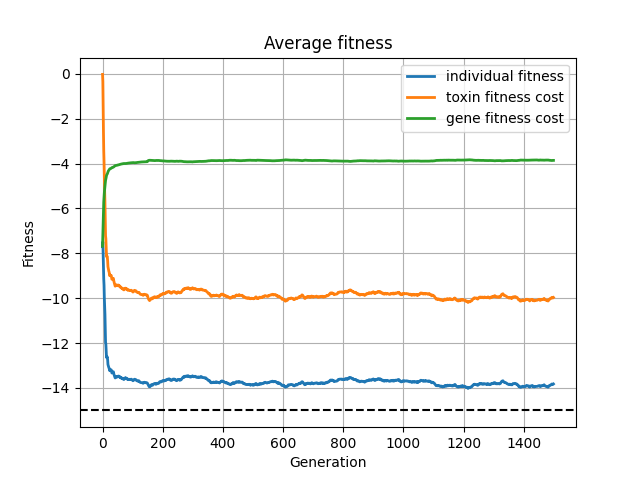 Average fitness
individual fitness
toxin fitness cost
gene fitness cost
0
−2
−4
−6
−8
−10
−12
−14
Fitness
0 200 400 600 800 1000 1200 1400
Generation